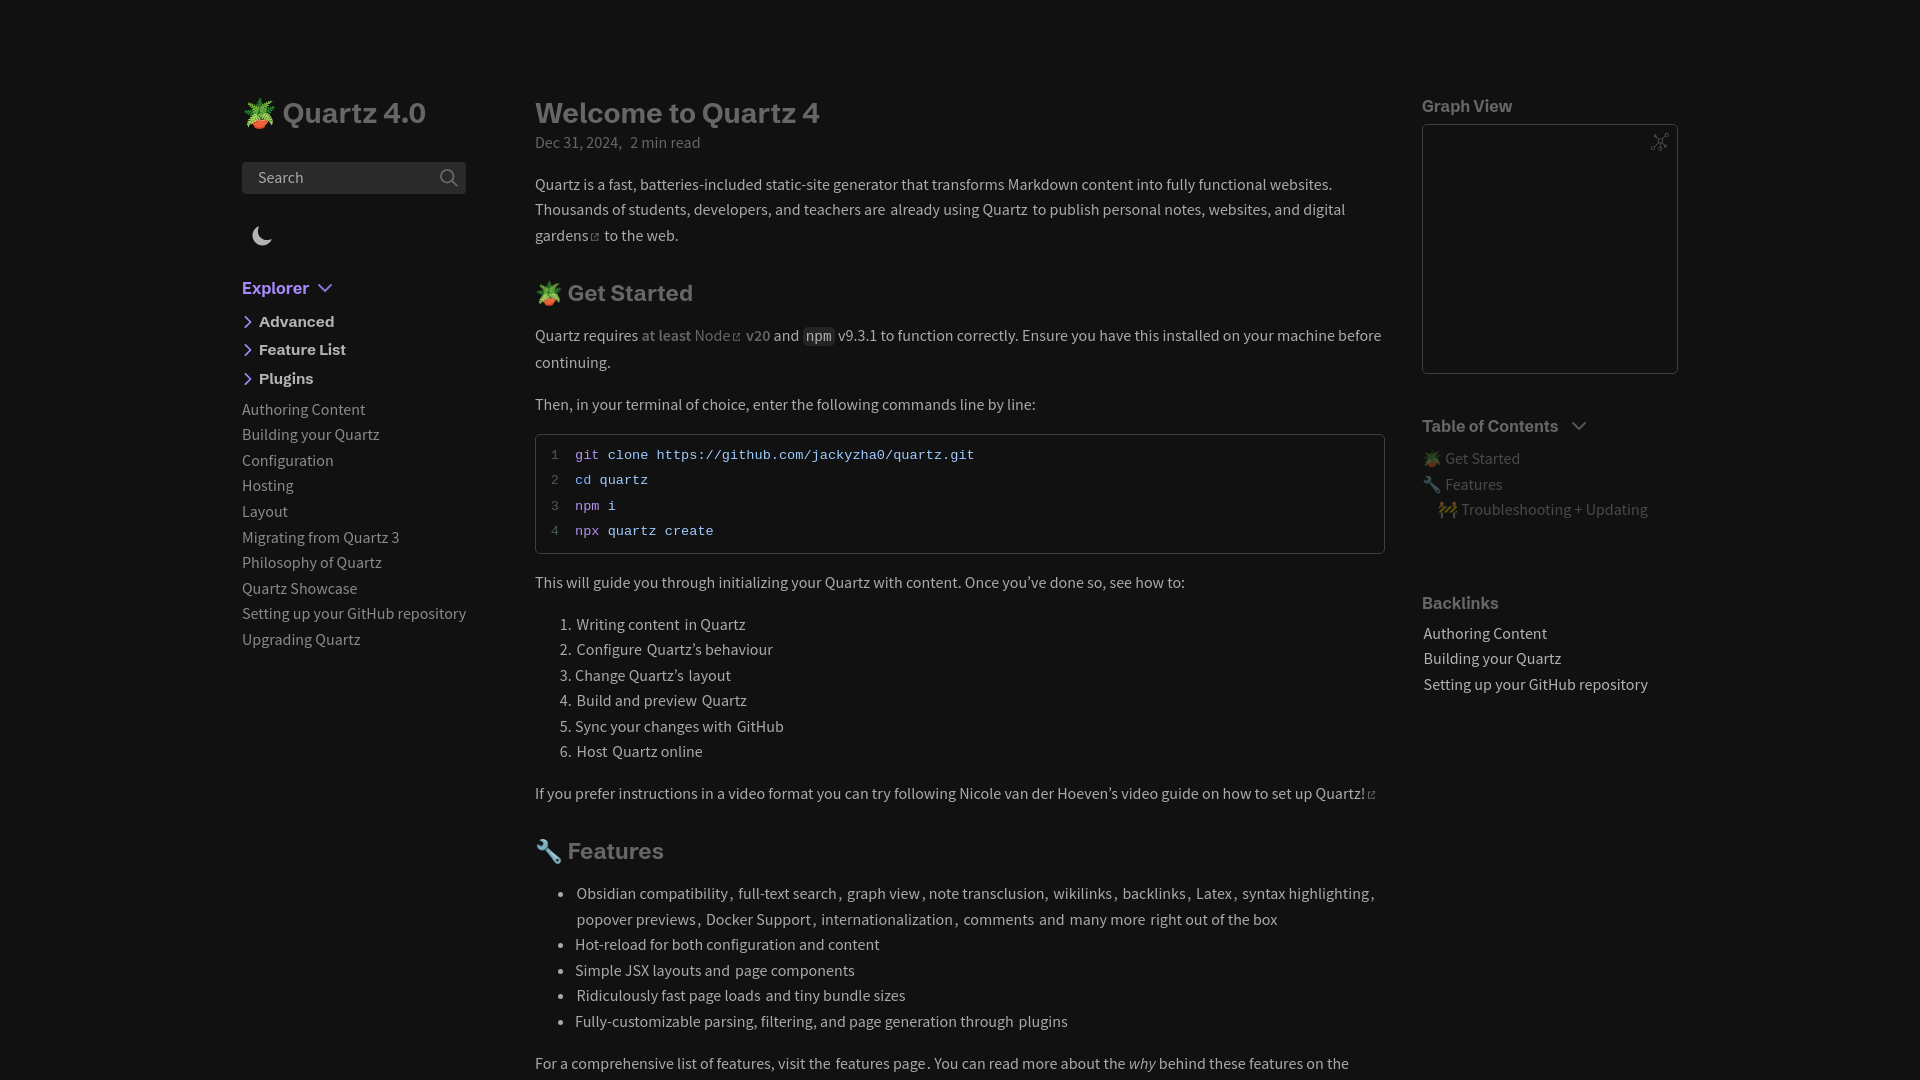 🪴 Quartz 4.0
Search
Explorer
Advanced
Feature List
Plugins
Authoring Content
Building your Quartz
Configuration
Hosting
Layout
Migrating from Quartz 3
Philosophy of Quartz
Quartz Showcase
Setting up your GitHub repository
Upgrading Quartz
Welcome to Quartz 4
Dec 31, 2024, 2 min read
Quartz is a fast, batteries-included static-site generator that transforms Markdown content into fully functional websites.
Thousands of students, developers, and teachers are already using Quartz to publish personal notes, websites, and digital
gardens to the web.
🪴 Get Started
Quartz requires at least Node v20 and npm v9.3.1 to function correctly. Ensure you have this installed on your machine before
continuing.
Then, in your terminal of choice, enter the following commands line by line:
1 git clone https://github.com/jackyzha0/quartz.git
2 cd quartz
3 npm i
4 npx quartz create
This will guide you through initializing your Quartz with content. Once you’ve done so, see how to:
1. Writing content in Quartz
2. Configure Quartz’s behaviour
3. Change Quartz’s layout
4. Build and preview Quartz
5. Sync your changes with GitHub
6. Host Quartz online
If you prefer instructions in a video format you can try following Nicole van der Hoeven’s video guide on how to set up Quartz!
🔧 Features
• Obsidian compatibility, full-text search, graph view, note transclusion, wikilinks, backlinks, Latex, syntax highlighting,
popover previews, Docker Support, internationalization, comments and many more right out of the box
• Hot-reload for both configuration and content
• Simple JSX layouts and page components
• Ridiculously fast page loads and tiny bundle sizes
• Fully-customizable parsing, filtering, and page generation through plugins
For a comprehensive list of features, visit the features page. You can read more about the why behind these features on the
Graph View
Table of Contents
🪴 Get Started
🔧 Features
🚧 Troubleshooting + Updating
Backlinks
Authoring Content
Building your Quartz
Setting up your GitHub repository